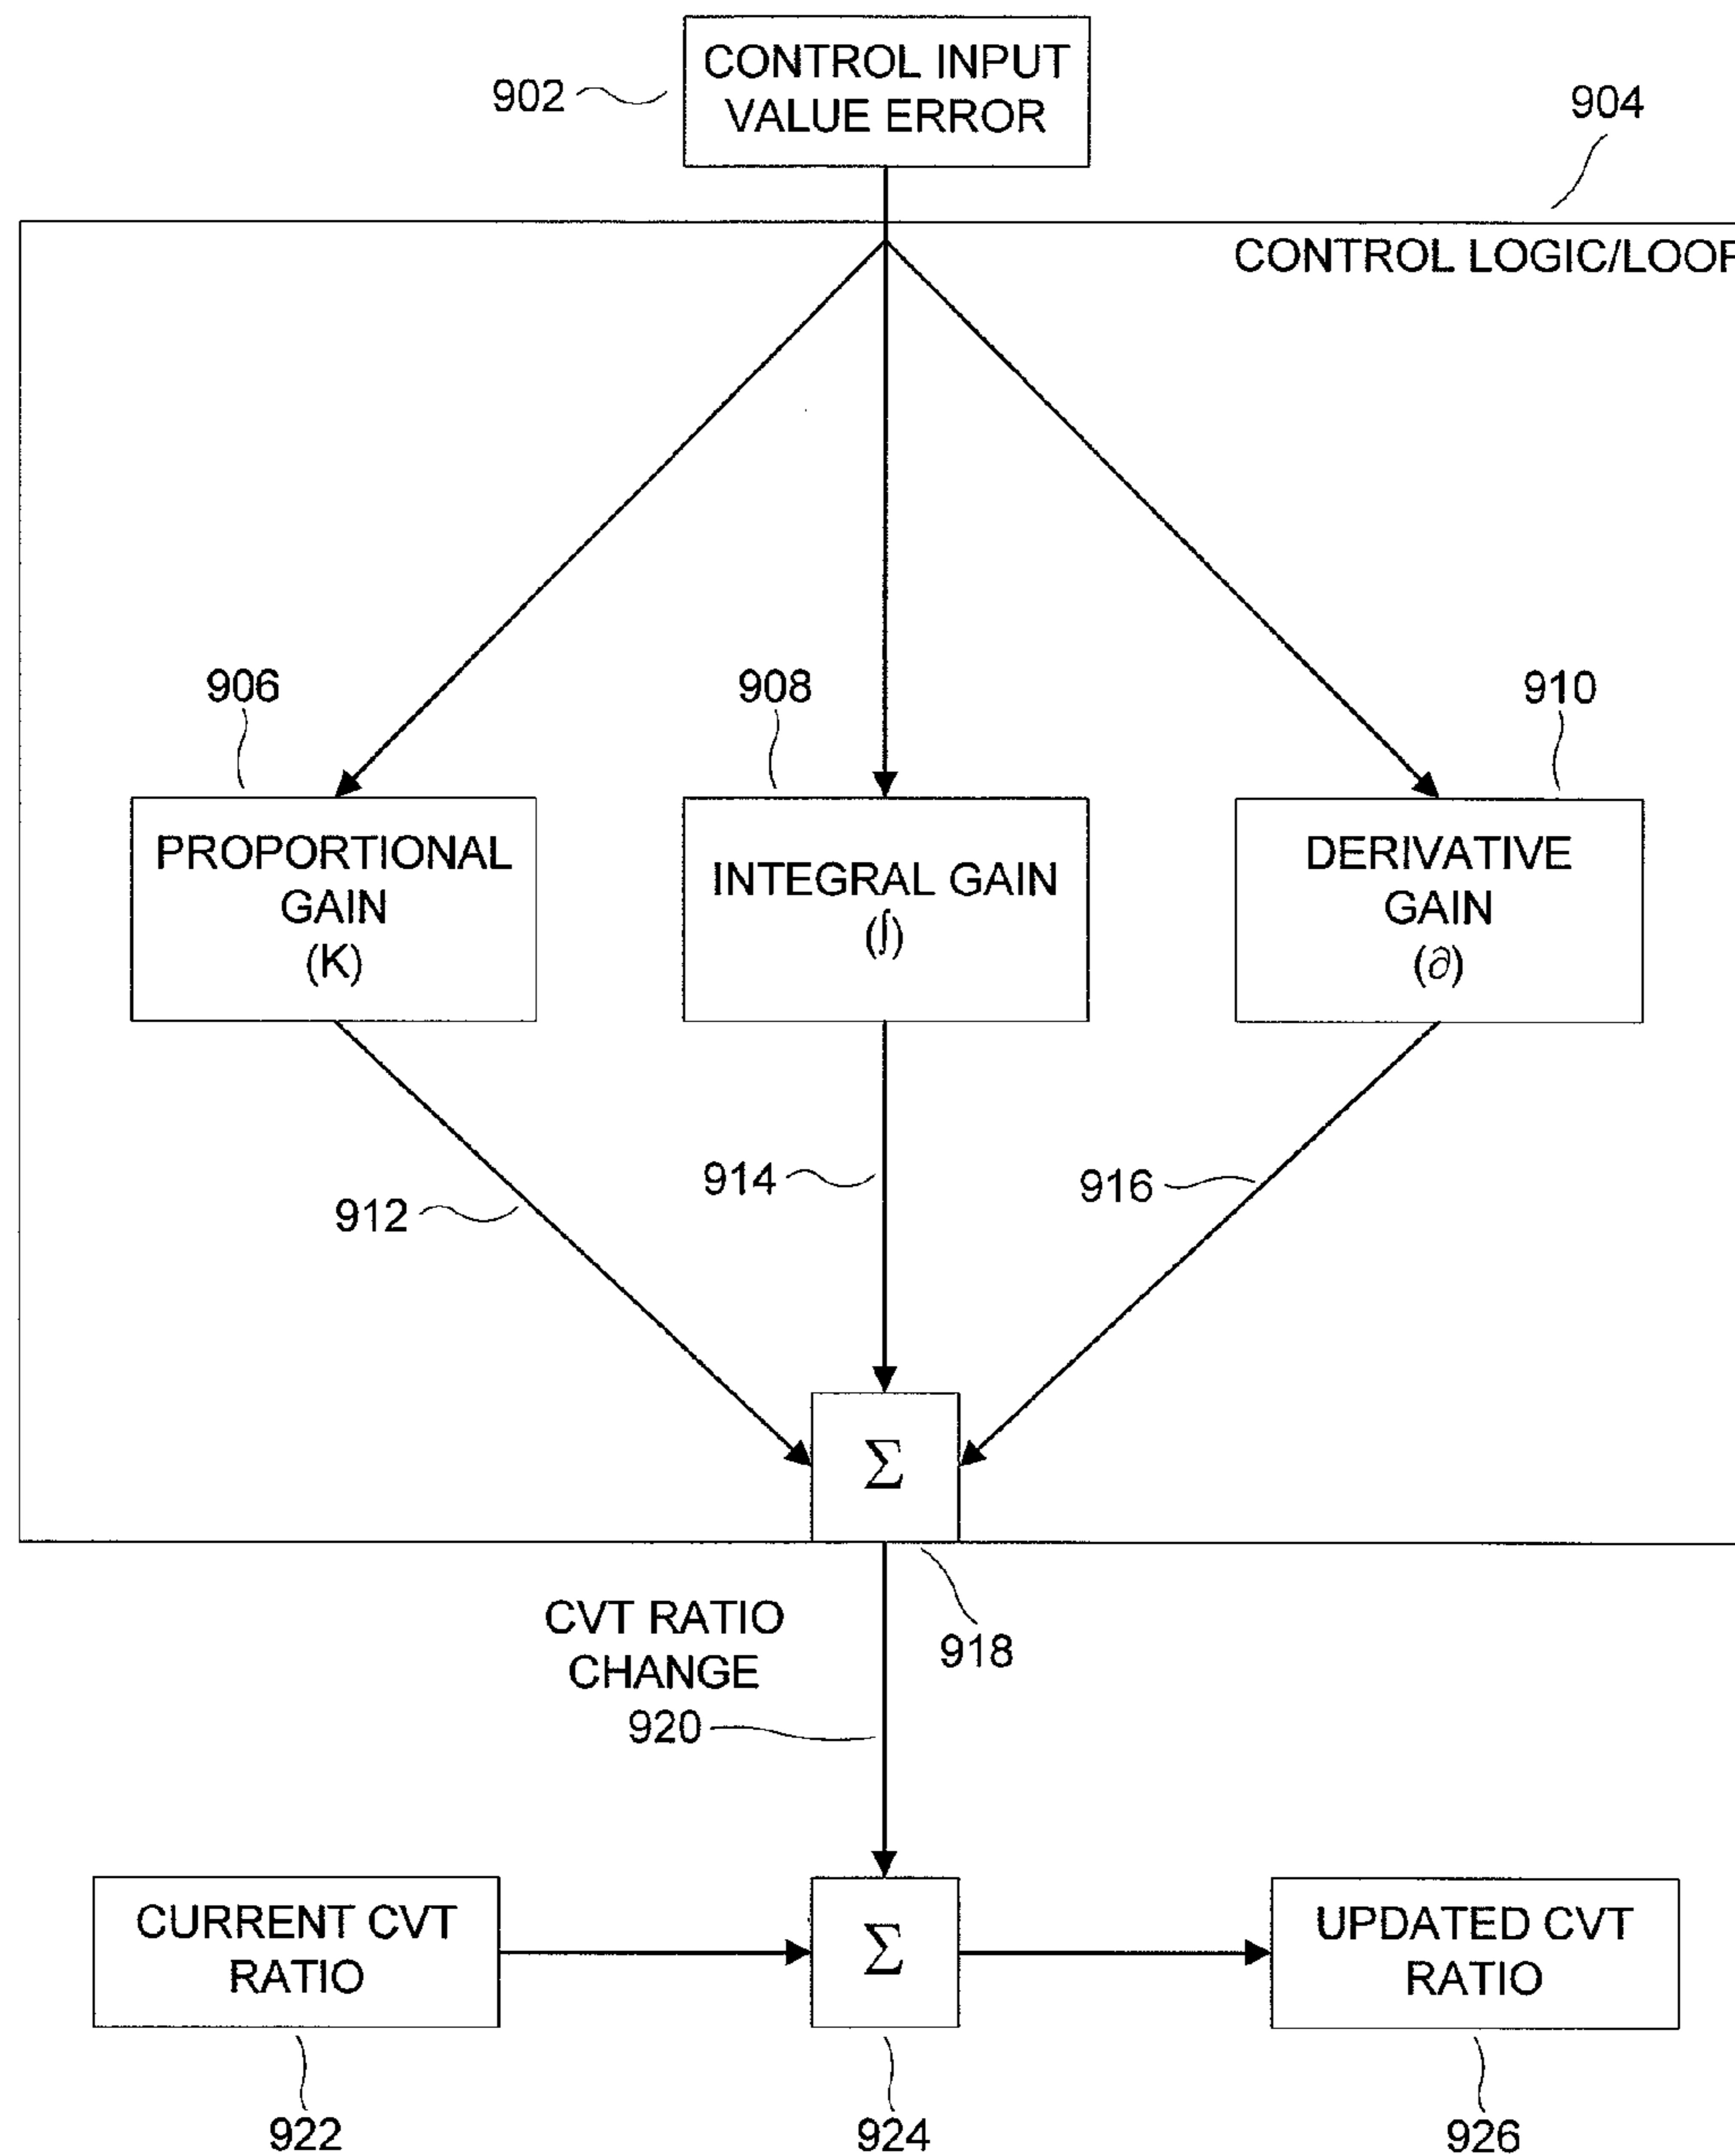 CONTROL INPUT
VALUE ERROR
902
904
CONTROL LOGIC/LOOP
906
908
910
PROPORTIONAL
GAIN
(K)
INTEGRAL GAIN
(∫)
DERIVATIVE
GAIN
(∂)
912
914
916
Σ
918
CVT RATIO
CHANGE
920
CURRENT CVT
RATIO
Σ
UPDATED CVT
RATIO
922
924
926